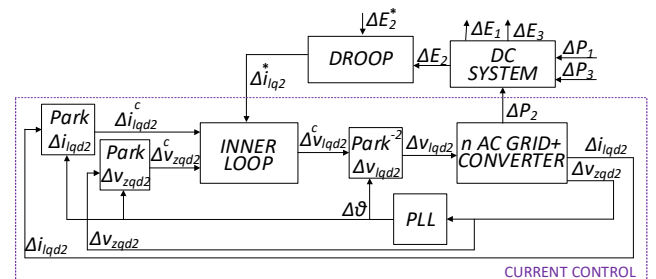 ΔE₂*
ΔE₁ ΔE₃
DROOP
ΔE₂
DC SYSTEM
ΔP₁
ΔP₃
Δi*lq2
ΔP₂
Park Δilqd2
Δiᶜlqd2
Park Δvzqd2
Δvᶜzqd2
INNER LOOP
Δvᶜlqd2
Park⁻² Δvlqd2
Δvlqd2
n AC GRID+ CONVERTER
Δilqd2
Δvzqd2
Δϑ
PLL
Δvzqd2
Δilqd2
CURRENT CONTROL